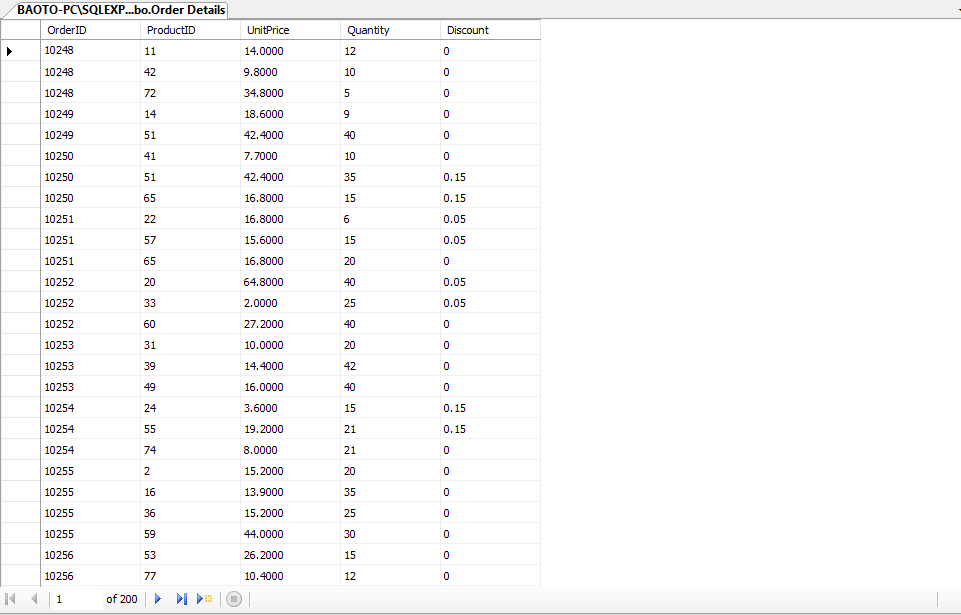 BAOTO-PC\SQLEXP...bo.Order Details
OrderID ProductID UnitPrice Quantity Discount
10248 11 14.0000 12 0
10248 42 9.8000 10 0
10248 72 34.8000 5 0
10249 14 18.6000 9 0
10249 51 42.4000 40 0
10250 41 7.7000 10 0
10250 51 42.4000 35 0.15
10250 65 16.8000 15 0.15
10251 22 16.8000 6 0.05
10251 57 15.6000 15 0.05
10251 65 16.8000 20 0
10252 20 64.8000 40 0.05
10252 33 2.0000 25 0.05
10252 60 27.2000 40 0
10253 31 10.0000 20 0
10253 39 14.4000 42 0
10253 49 16.0000 40 0
10254 24 3.6000 15 0.15
10254 55 19.2000 21 0.15
10254 74 8.0000 21 0
10255 2 15.2000 20 0
10255 16 13.9000 35 0
10255 36 15.2000 25 0
10255 59 44.0000 30 0
10256 53 26.2000 15 0
10256 77 10.4000 12 0
1 of 200